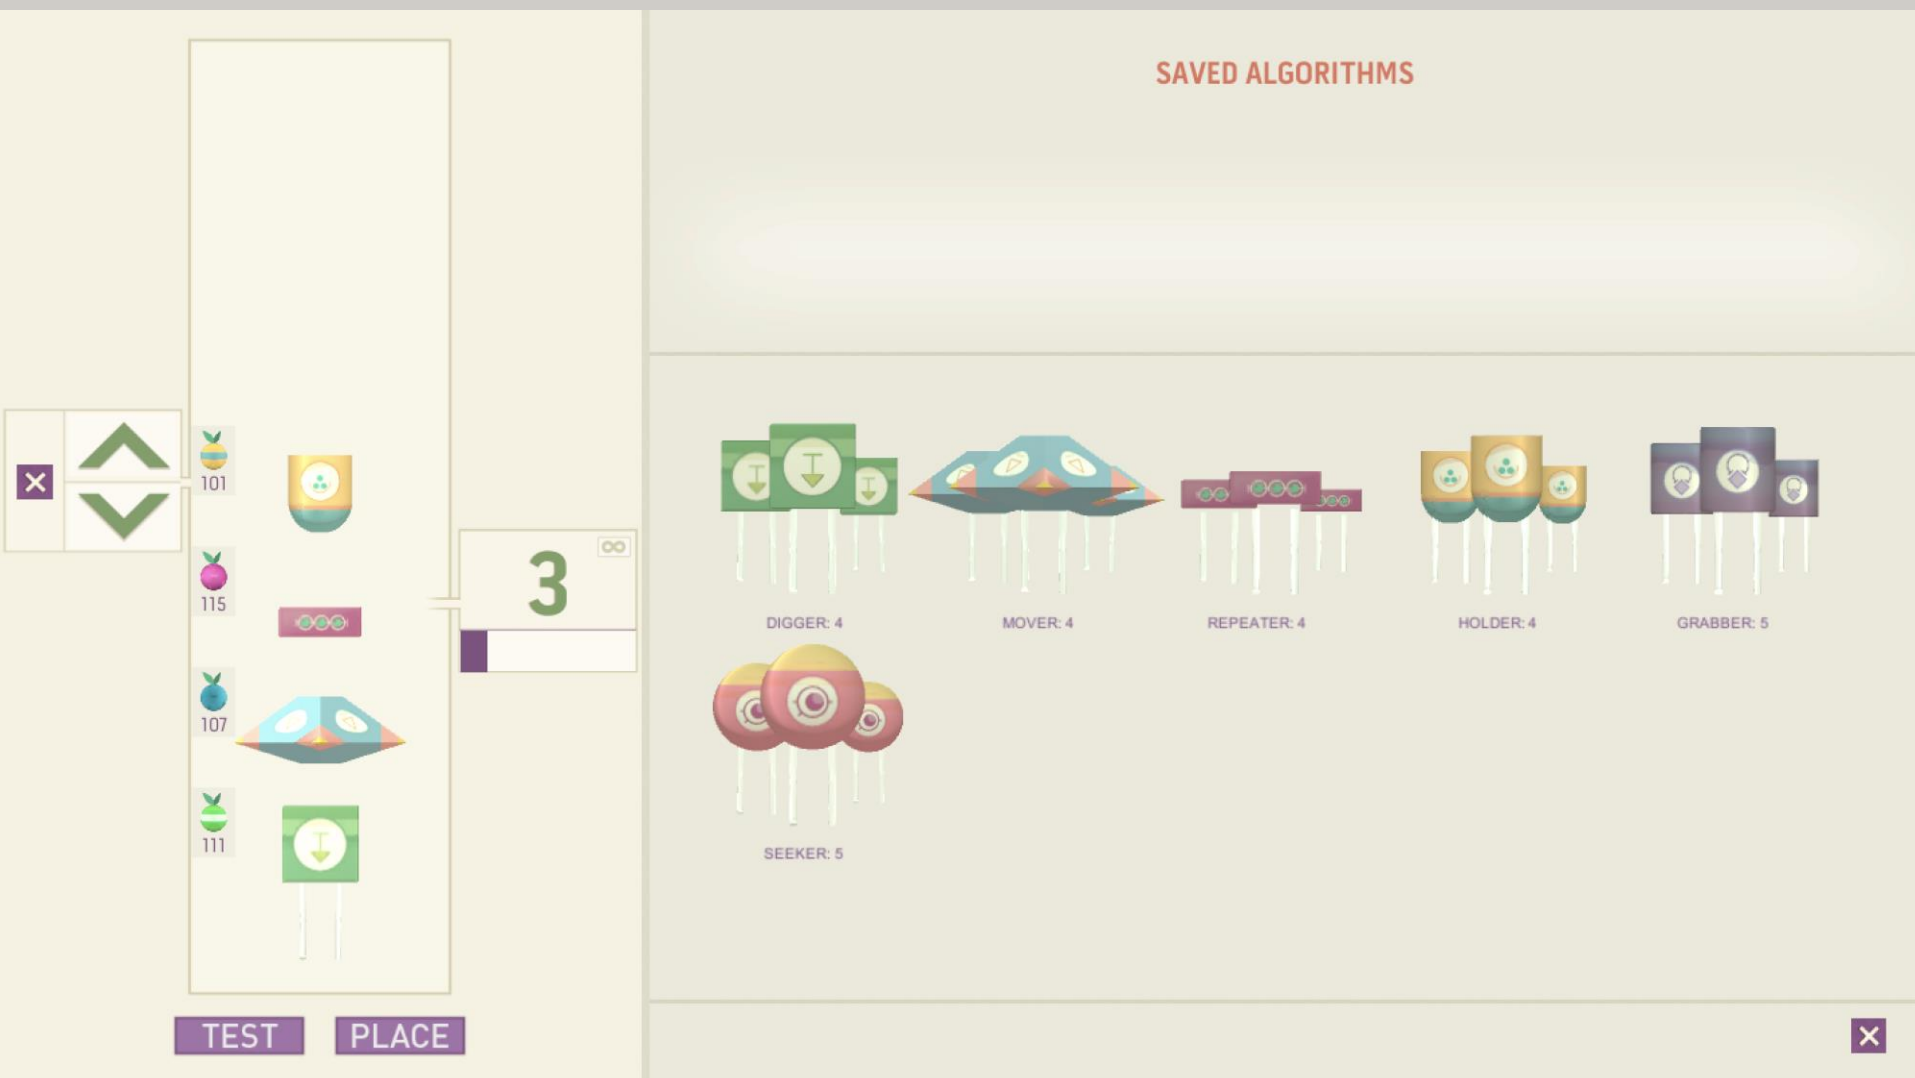 SAVED ALGORITHMS
101
115
3
∞
107
111
DIGGER: 4
MOVER: 4
REPEATER: 4
HOLDER: 4
GRABBER: 5
SEEKER: 5
TEST
PLACE